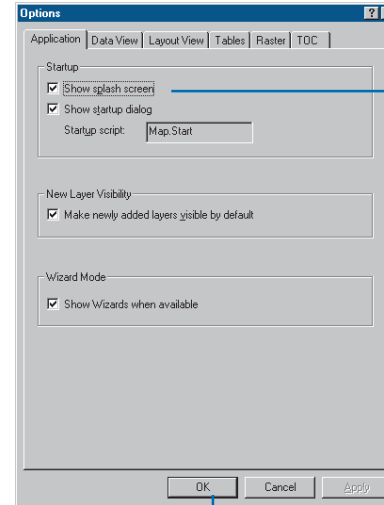 Options
Application Data View Layout View Tables Raster TOC
Startup
Show splash screen
Show startup dialog
Startup script: Map.Start
New Layer Visibility
Make newly added layers visible by default
Wizard Mode
Show Wizards when available
OK Cancel Apply